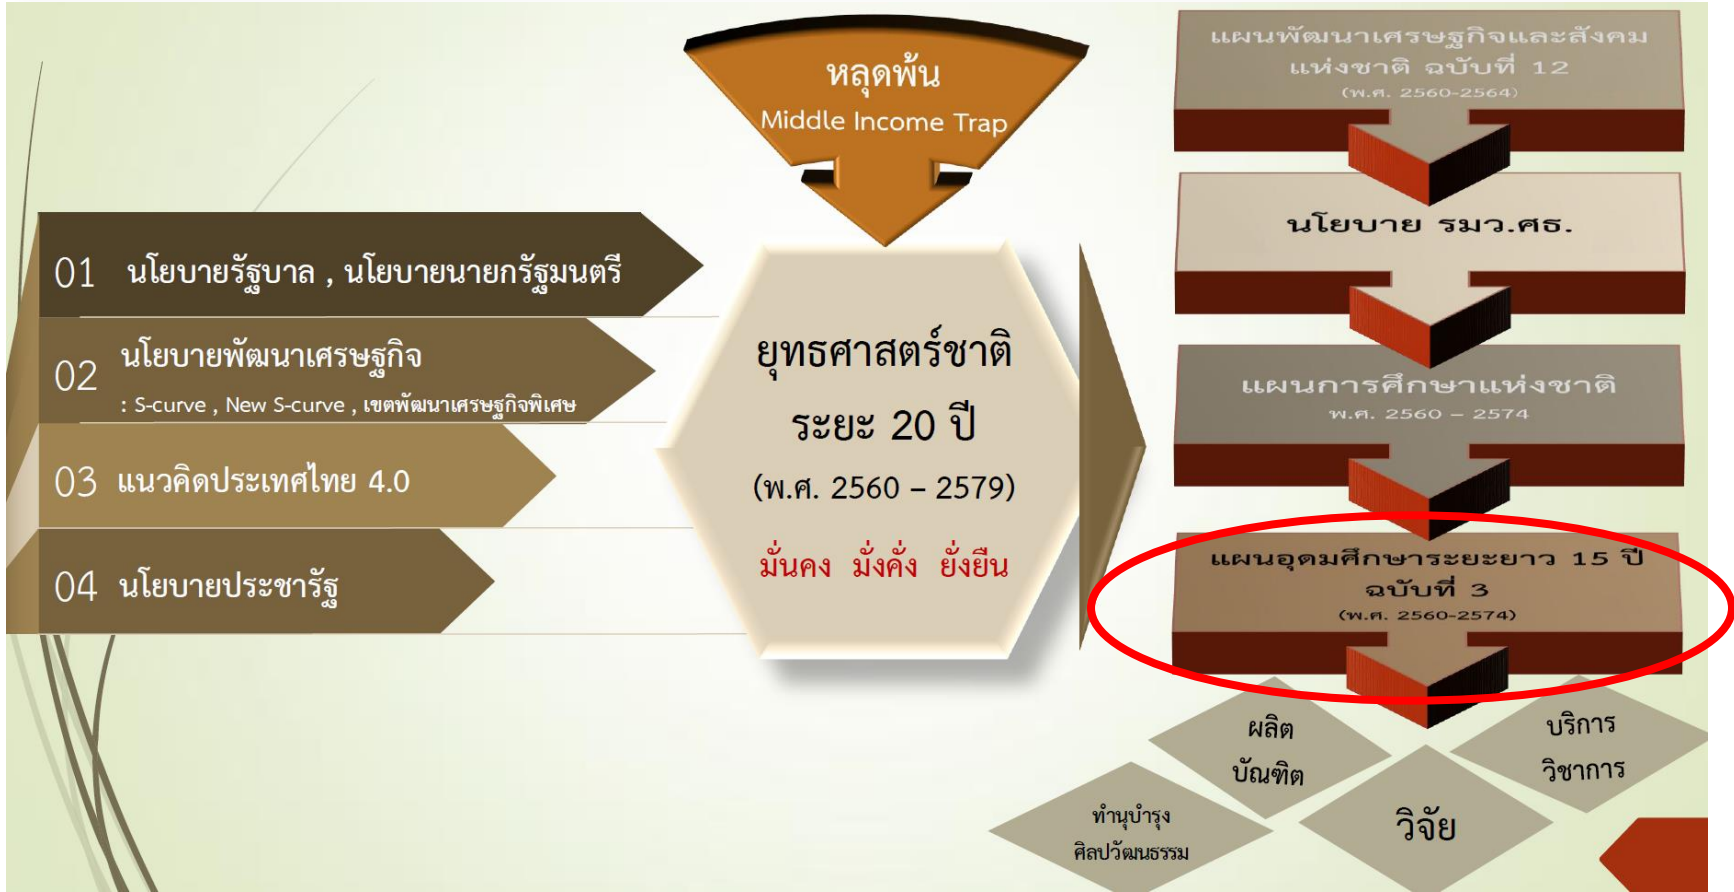 หลุดพ้น
Middle Income Trap
01 นโยบายรัฐบาล , นโยบายนายกรัฐมนตรี
02 นโยบายพัฒนาเศรษฐกิจ
: S-curve , New S-curve , เขตพัฒนาเศรษฐกิจพิเศษ
03 แนวคิดประเทศไทย 4.0
04 นโยบายประชารัฐ
ยุทธศาสตร์ชาติ
ระยะ 20 ปี
(พ.ศ. 2560 – 2579)
มั่นคง มั่งคั่ง ยั่งยืน
แผนพัฒนาเศรษฐกิจและสังคม
แห่งชาติ ฉบับที่ 12
(พ.ศ. 2560-2564)
นโยบาย รมว.ศธ.
แผนการศึกษาแห่งชาติ
พ.ศ. 2560 – 2574
แผนอุดมศึกษาระยะยาว 15 ปี
ฉบับที่ 3
(พ.ศ. 2560-2574)
ผลิต
บัณฑิต
บริการ
วิชาการ
ทำนุบำรุง
ศิลปวัฒนธรรม
วิจัย